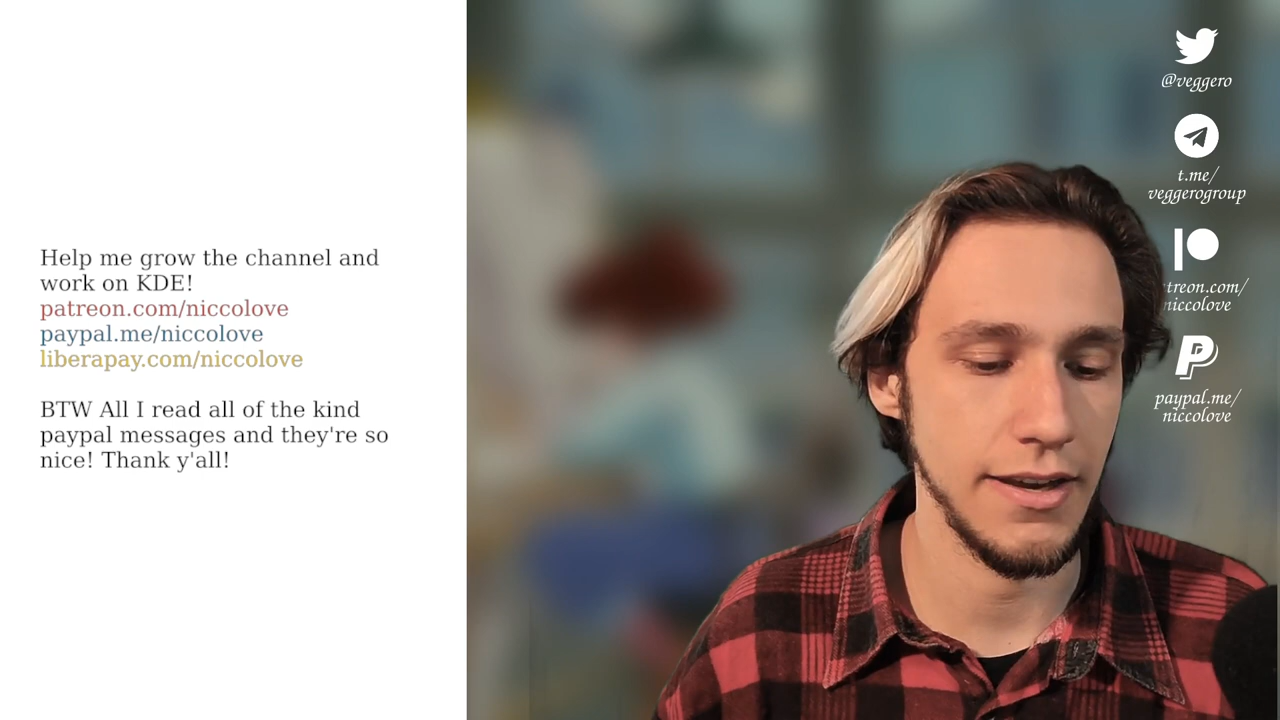 Help me grow the channel and
work on KDE!
patreon.com/niccolove
paypal.me/niccolove
liberapay.com/niccolove
BTW All I read all of the kind
paypal messages and they're so
nice! Thank y'all!
@veggero
t.me/
veggerogroup
treon.com/
niccolove
paypal.me/
niccolove